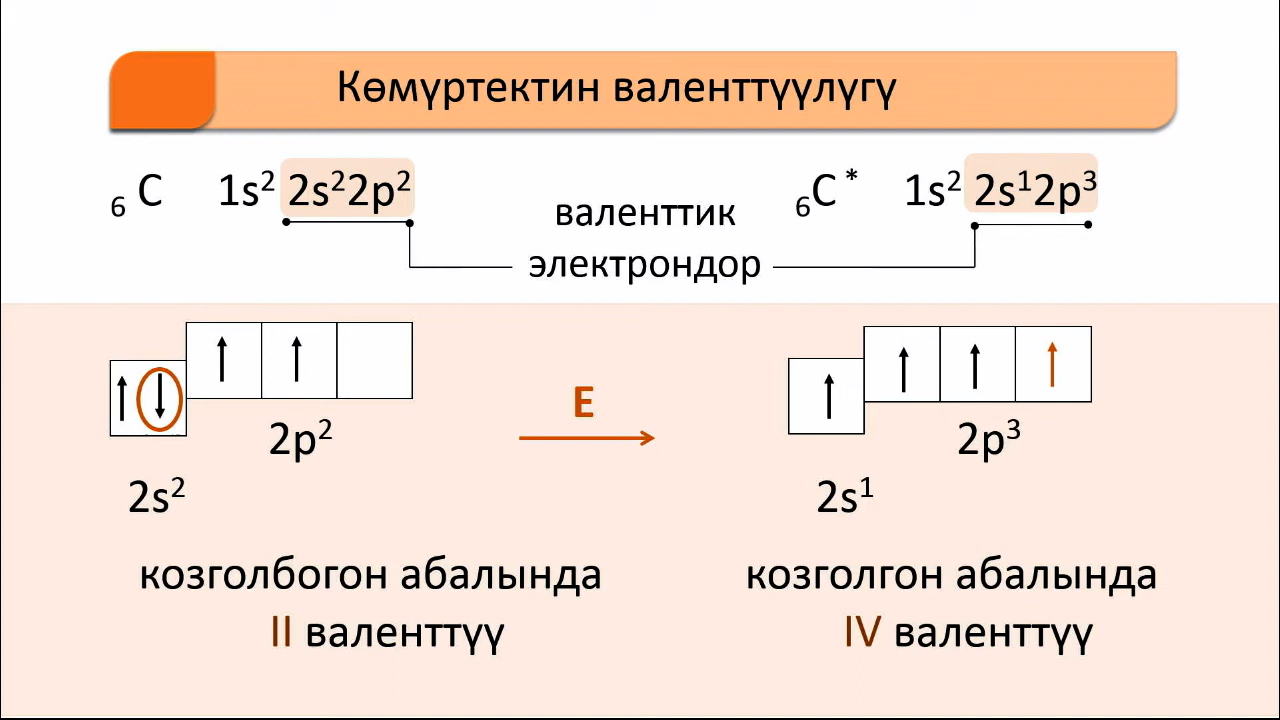 Көмүртектин валенттүүлүгү
₆ C 1s² 2s²2p²
валенттик
электрондор
₆C* 1s² 2s¹2p³
E
2p²
2s²
2p³
2s¹
козголбогон абалында
II валенттүү
козголгон абалында
IV валенттүү